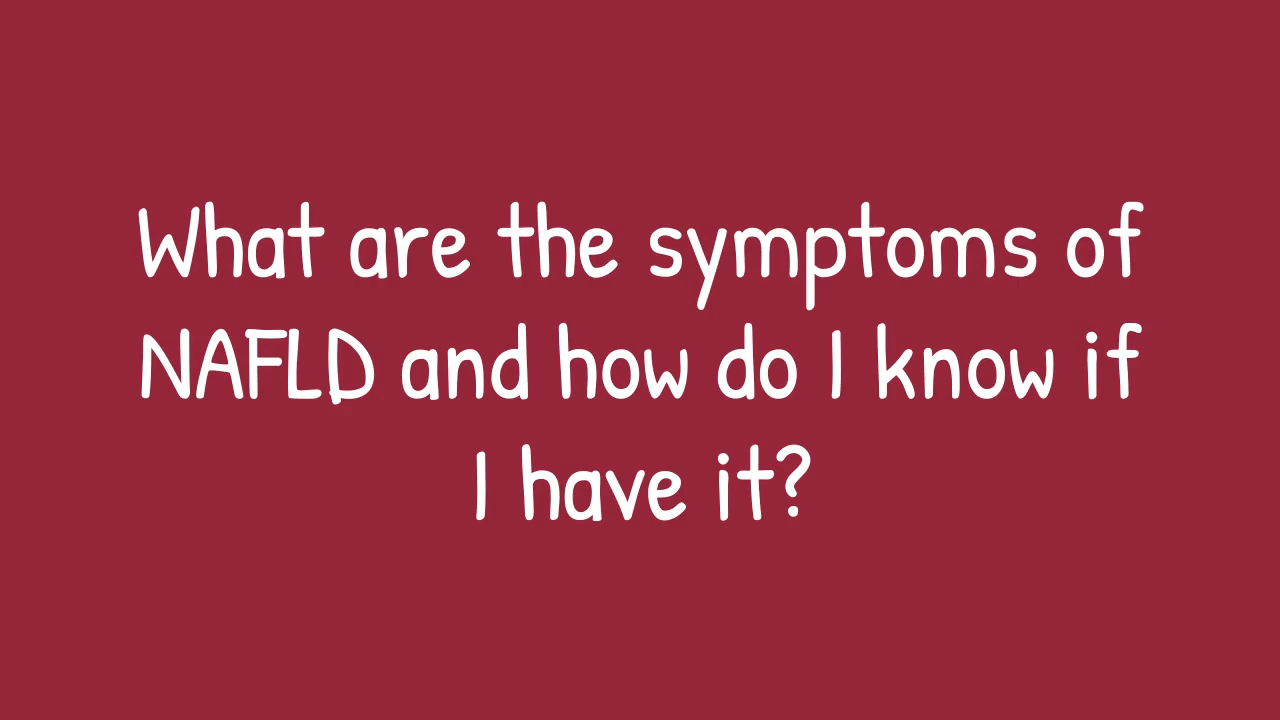 What are the symptoms of
NAFLD and how do I know if
I have it?